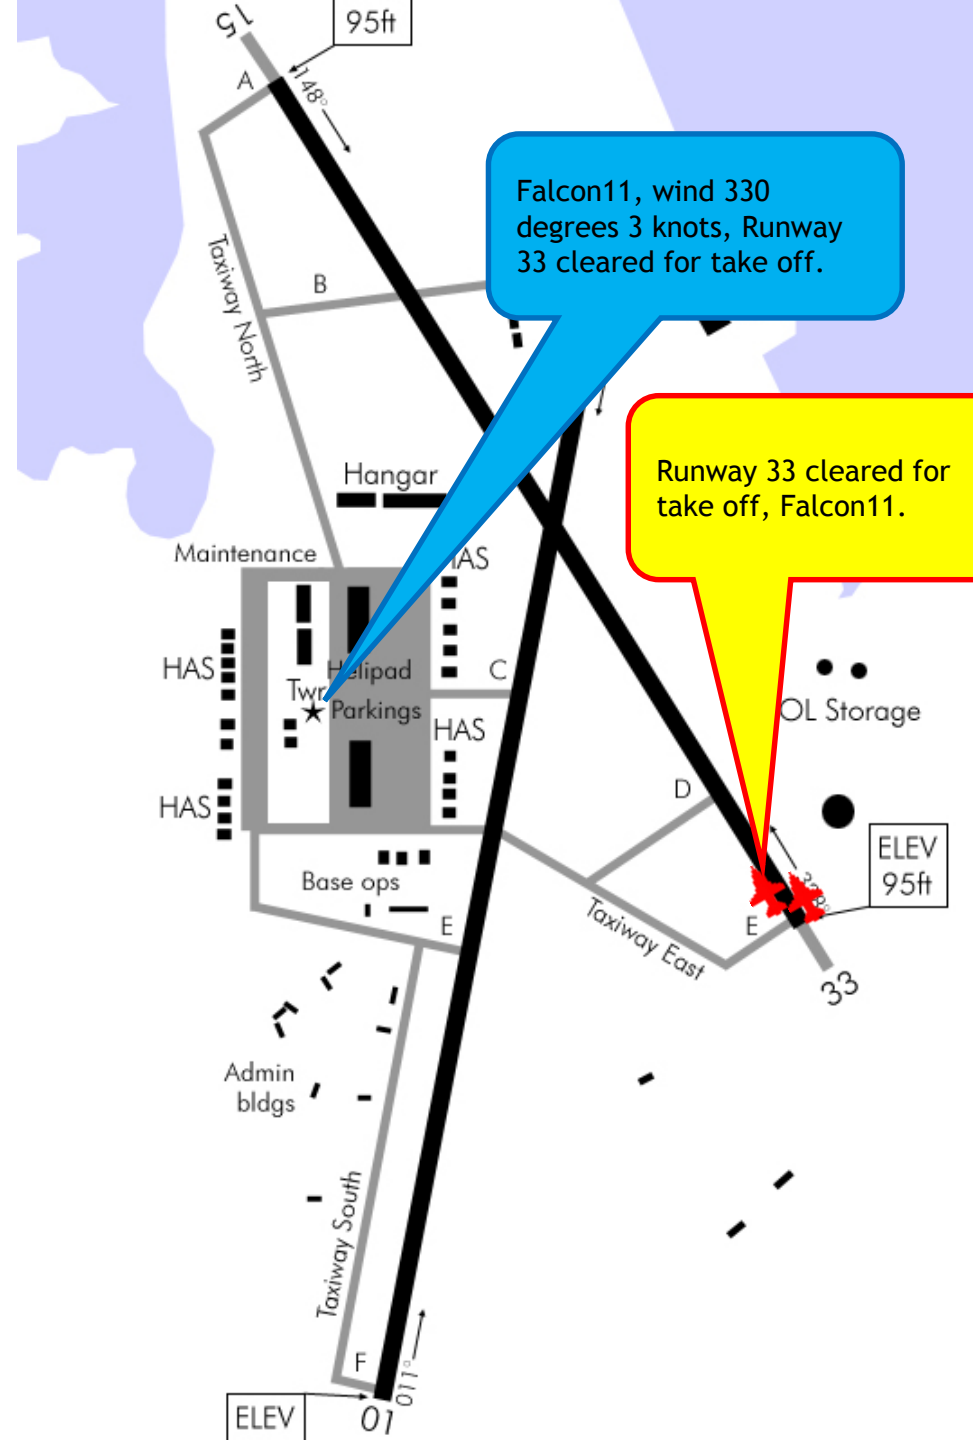 15
95ft
A
148°
Falcon11, wind 330
degrees 3 knots, Runway
33 cleared for take off.
Taxiway North
B
Runway 33 cleared for
take off, Falcon11.
Hangar
Maintenance
AS
HAS
Helipad
C
Twr
Parkings
OL Storage
HAS
HAS
D
ELEV
95ft
Base ops
E
Taxiway East
E
33
Admin
bldgs
Taxiway South
F
011°
ELEV
01